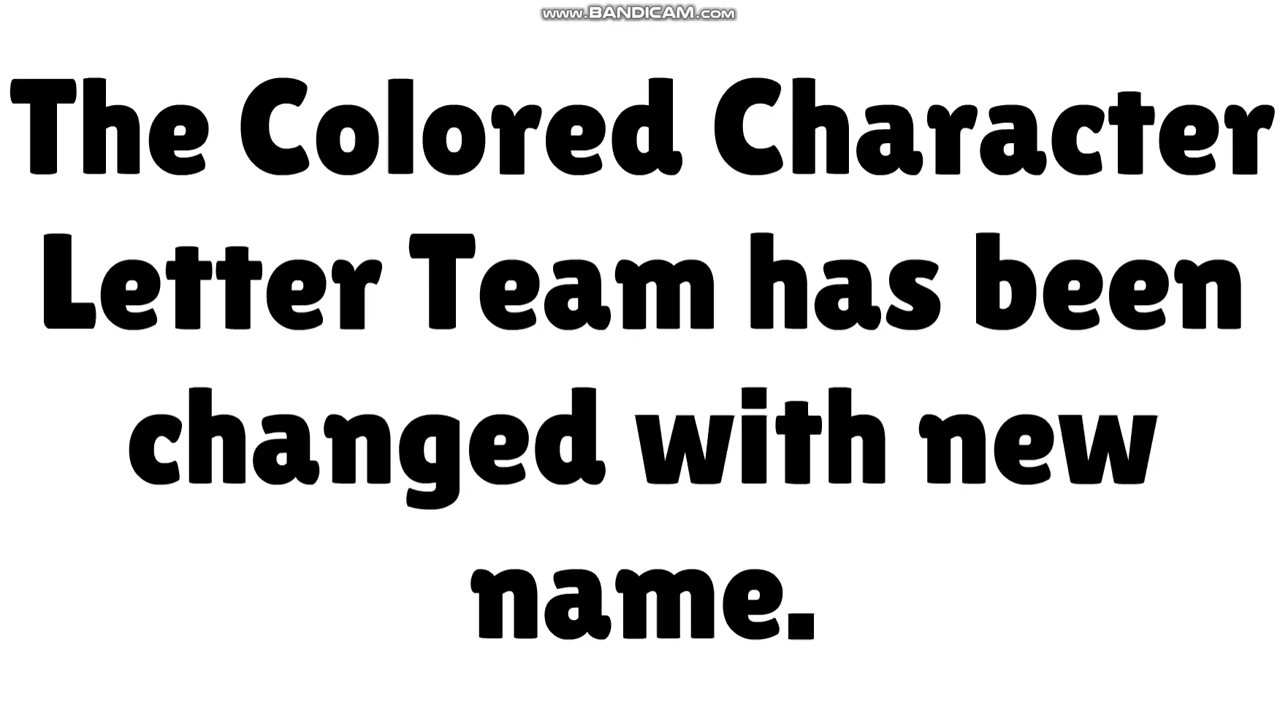 www.BANDICAM.com
The Colored Character
Letter Team has been
changed with new
name.